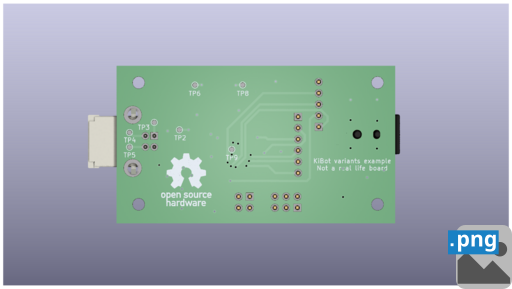 TP6
TP8
TP3
TP2
TP4
TP5
KiBot variants example
Not a real life board
open source
hardware
.png